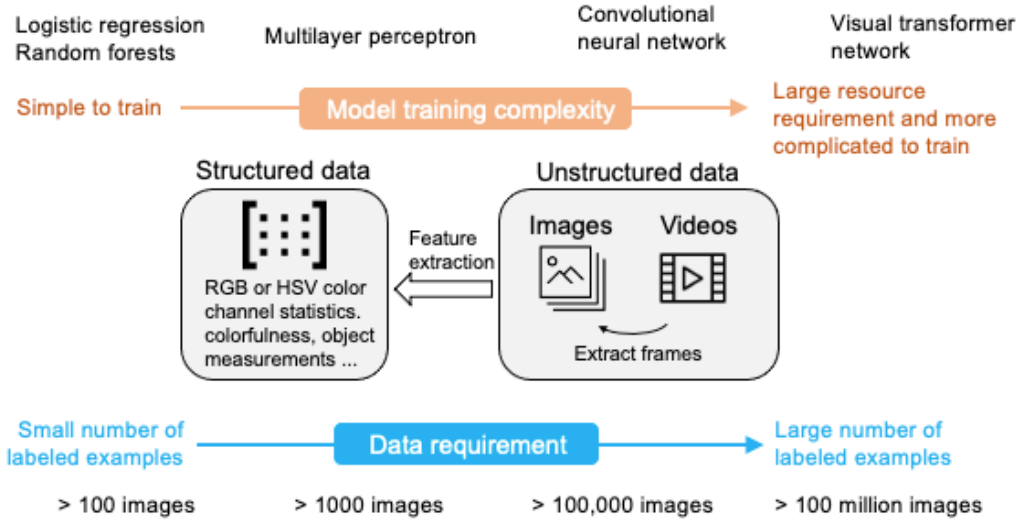 Logistic regression
Random forests
Multilayer perceptron
Convolutional
neural network
Visual transformer
network
Simple to train
Model training complexity
Large resource
requirement and more
complicated to train
Structured data
RGB or HSV color
channel statistics.
colorfulness, object
measurements ...
Feature
extraction
Unstructured data
Images
Videos
Extract frames
Small number of
labeled examples
Data requirement
Large number of
labeled examples
> 100 images
> 1000 images
> 100,000 images
> 100 million images